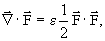 ∇⃗·F⃗ = ε ½ F⃗·F⃗,